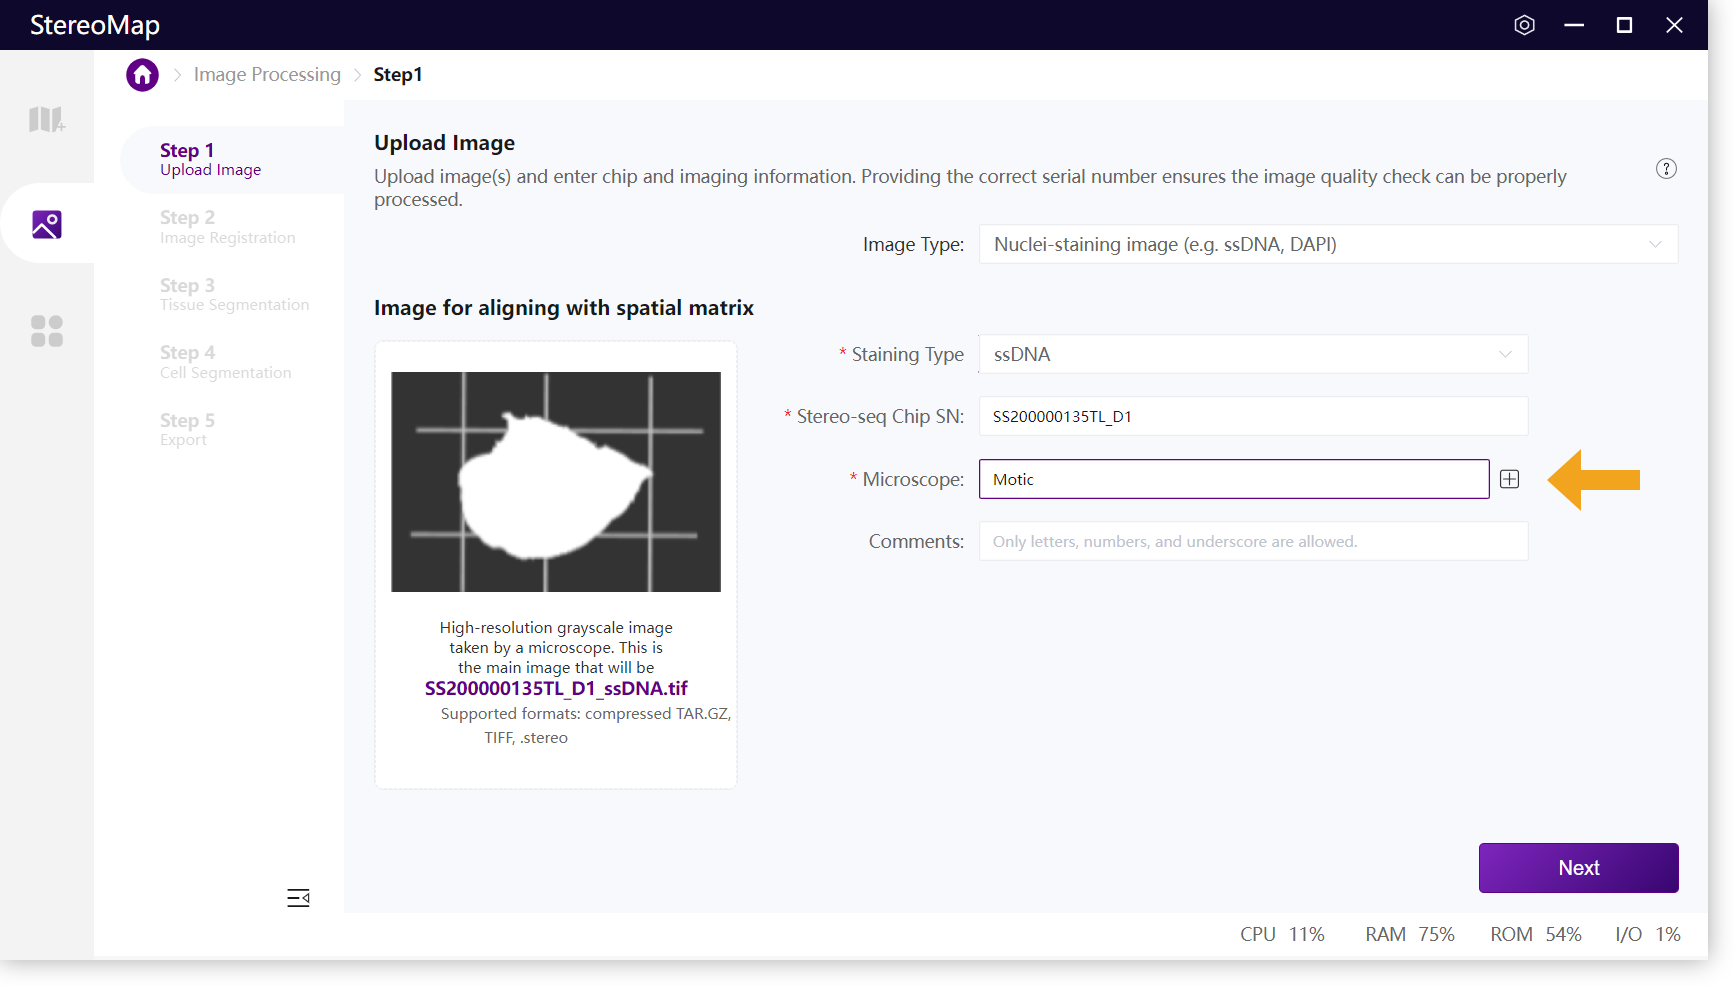 StereoMap
Image Processing
Step1
Step 1
Upload Image
Step 2
Image Registration
Step 3
Tissue Segmentation
Step 4
Cell Segmentation
Step 5
Export
Upload Image
Upload image(s) and enter chip and imaging information. Providing the correct serial number ensures the image quality check can be properly
processed.
?
Image Type: Nuclei-staining image (e.g. ssDNA, DAPI)
Image for aligning with spatial matrix
* Staining Type ssDNA
* Stereo-seq Chip SN: SS200000135TL_D1
* Microscope: Motic
Comments: Only letters, numbers, and underscore are allowed.
High-resolution grayscale image
taken by a microscope. This is
the main image that will be
SS200000135TL_D1_ssDNA.tif
Supported formats: compressed TAR.GZ,
TIFF, .stereo
Next
CPU 11% RAM 75% ROM 54% I/O 1%